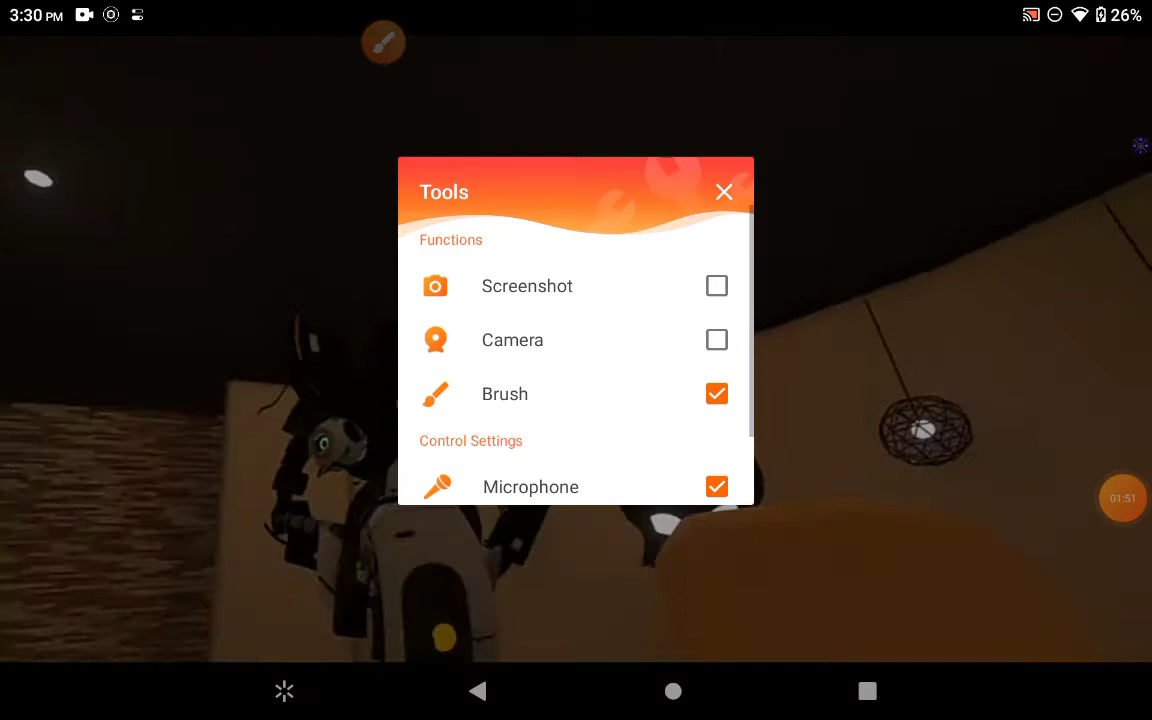 3:30 PM 26%
Tools
Functions
Screenshot
Camera
Brush
Control Settings
Microphone
01:51